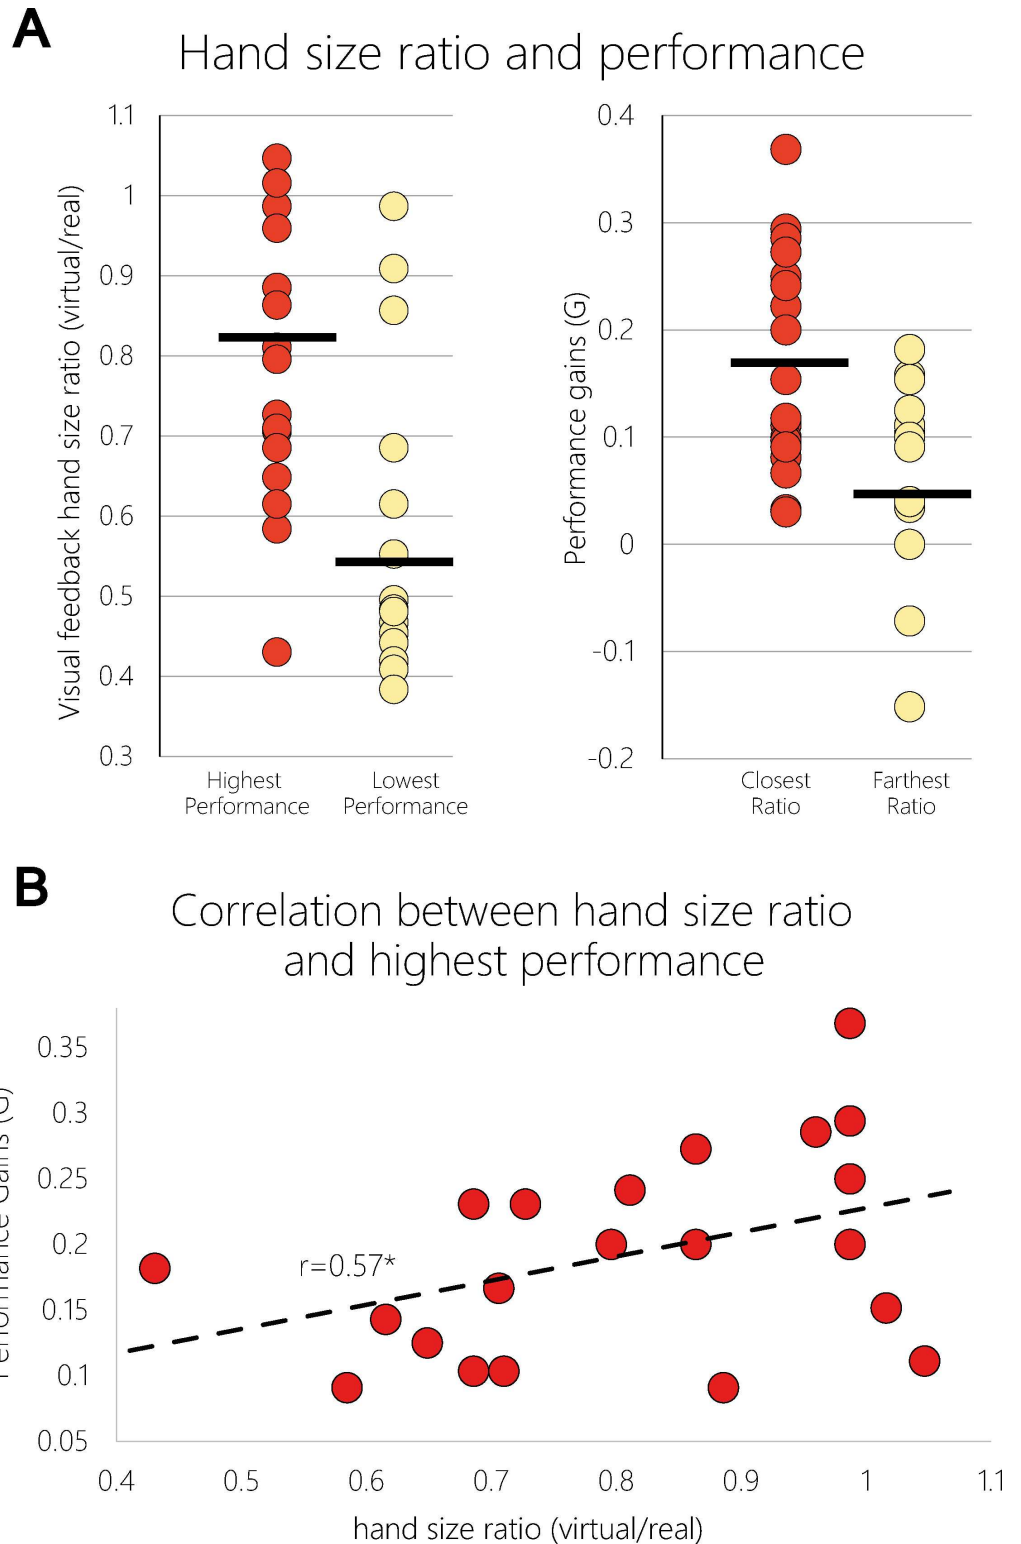 A
Hand size ratio and performance
Visual feedback hand size ratio (virtual/real)
1.1
1
0.9
0.8
0.7
0.6
0.5
0.4
0.3
Highest
Performance
Lowest
Performance
Performance gains (G)
0.4
0.3
0.2
0.1
0
-0.1
-0.2
Closest
Ratio
Farthest
Ratio
B
Correlation between hand size ratio
and highest performance
Performance Gains (G)
0.35
0.3
0.25
0.2
0.15
0.1
0.05
r=0.57*
0.4
0.5
0.6
0.7
0.8
0.9
1
1.1
hand size ratio (virtual/real)